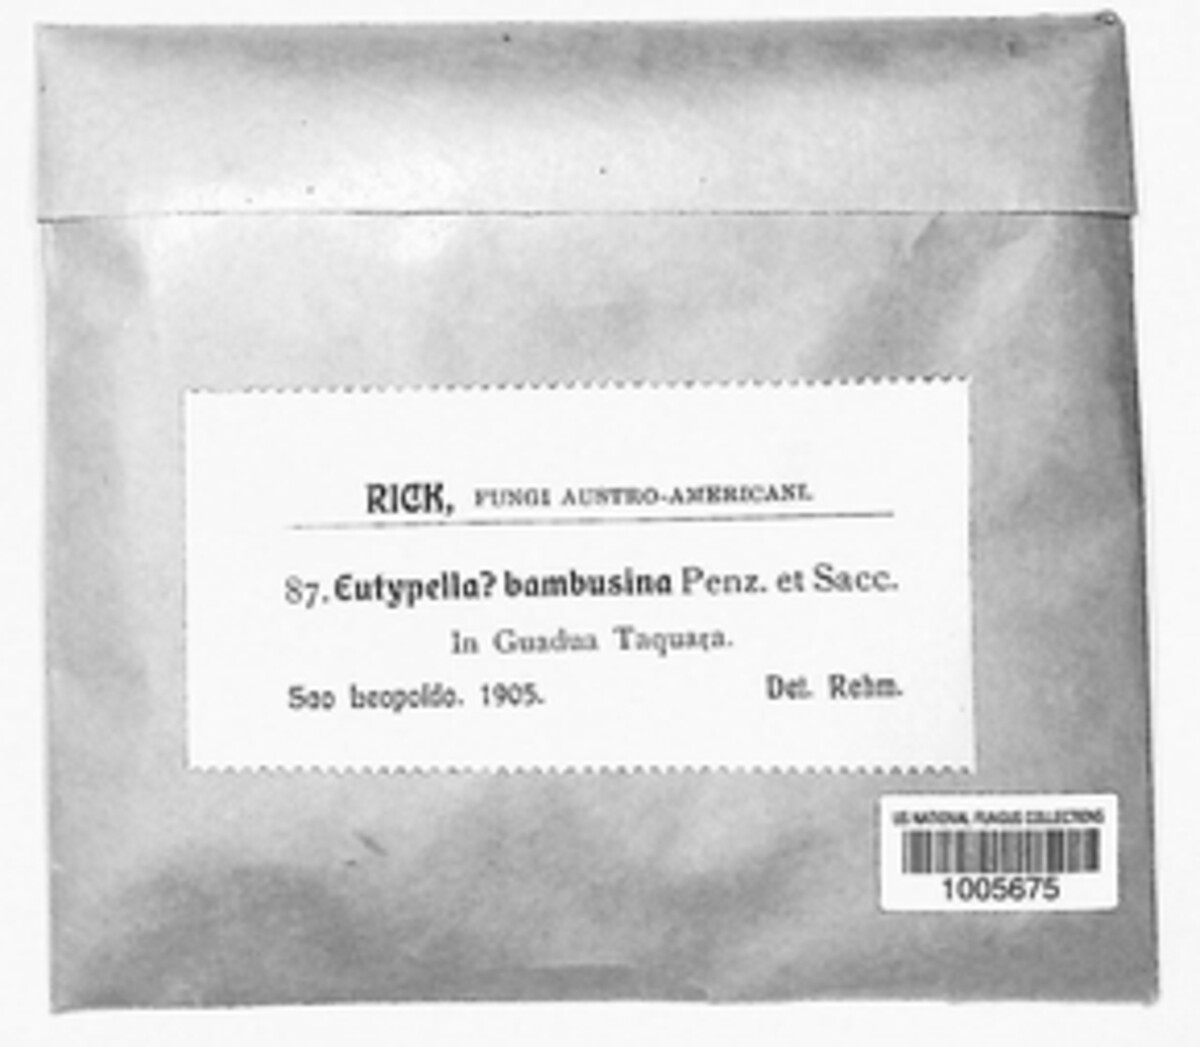 RICK, FUNGI AUSTRO-AMERICANI.
87. Eutypella? bambusina Penz. et Sacc.
In Guadua Taquara.
Sao Leopoldo. 1905. Det. Rehm.
US NATIONAL FUNGUS COLLECTIONS
1005675